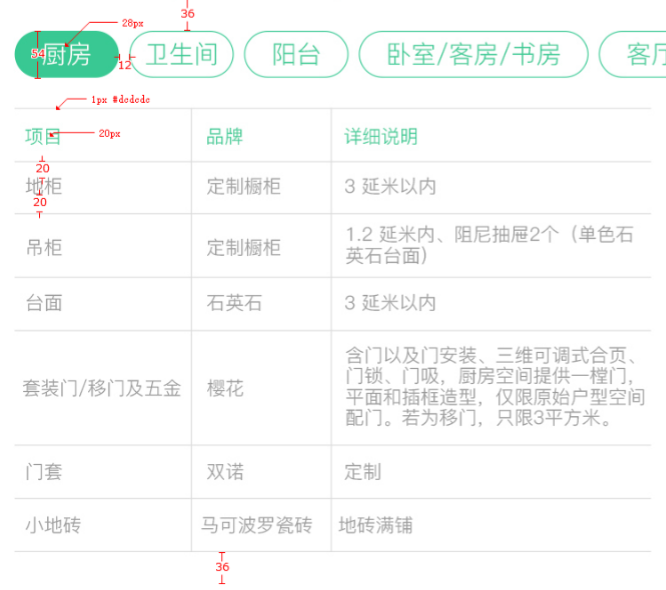 36
28px
54
厨房
12
卫生间
阳台
卧室/客房/书房
客厅
1px #dcdcdc
项目
20px
品牌
详细说明
20
地柜
定制橱柜
3 延米以内
20
吊柜
定制橱柜
1.2 延米内、阻尼抽屉2个（单色石
英石台面）
台面
石英石
3 延米以内
套装门/移门及五金
樱花
含门以及门安装、三维可调式合页、
门锁、门吸，厨房空间提供一樘门，
平面和插框造型，仅限原始户型空间
配门。若为移门，只限3平方米。
门套
双诺
定制
小地砖
马可波罗瓷砖
地砖满铺
36